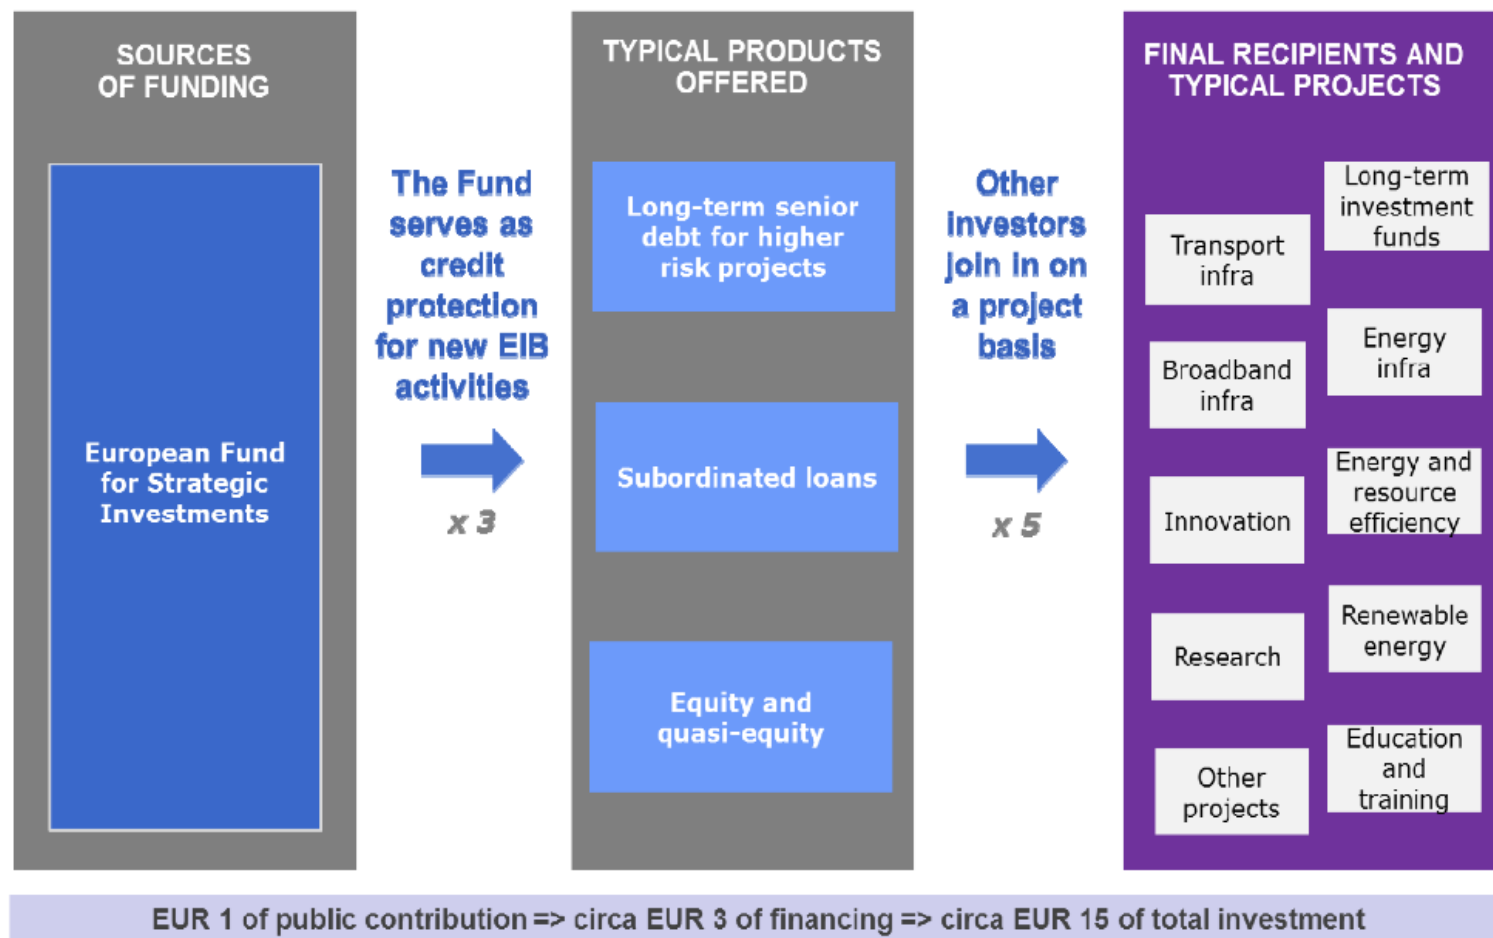 SOURCES
OF FUNDING
European Fund
for Strategic
Investments
The Fund
serves as
credit
protection
for new EIB
activities
x 3
TYPICAL PRODUCTS
OFFERED
Long-term senior
debt for higher
risk projects
Subordinated loans
Equity and
quasi-equity
Other
investors
join in on
a project
basis
x 5
FINAL RECIPIENTS AND
TYPICAL PROJECTS
Long-term
investment
funds
Transport
infra
Energy
infra
Broadband
infra
Energy and
resource
efficiency
Innovation
Renewable
energy
Research
Education
and
training
Other
projects
EUR 1 of public contribution => circa EUR 3 of financing => circa EUR 15 of total investment